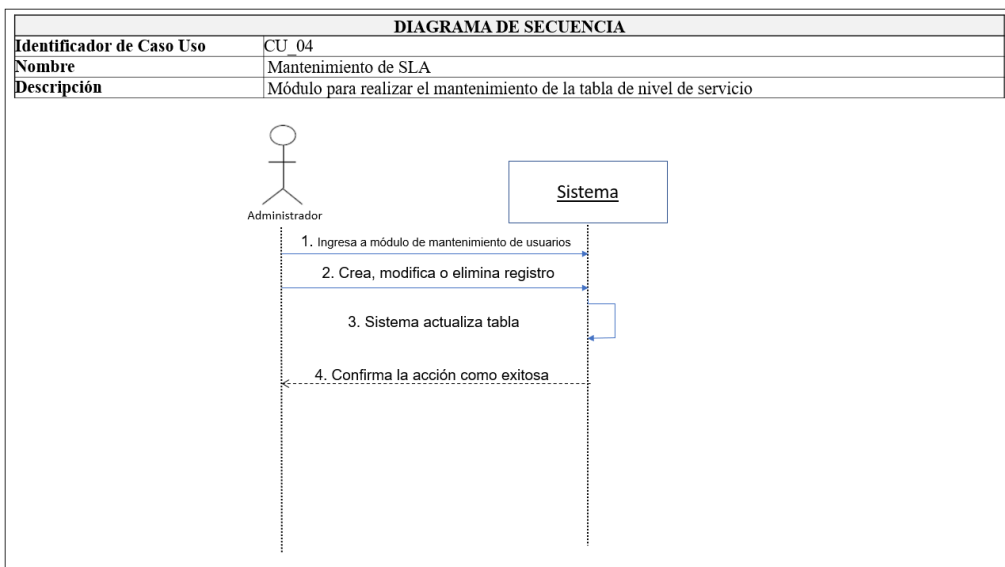 DIAGRAMA DE SECUENCIA
Identificador de Caso Uso CU_04
Nombre Mantenimiento de SLA
Descripción Módulo para realizar el mantenimiento de la tabla de nivel de servicio
Sistema
Administrador
1. Ingresa a módulo de mantenimiento de usuarios
2. Crea, modifica o elimina registro
3. Sistema actualiza tabla
4. Confirma la acción como exitosa